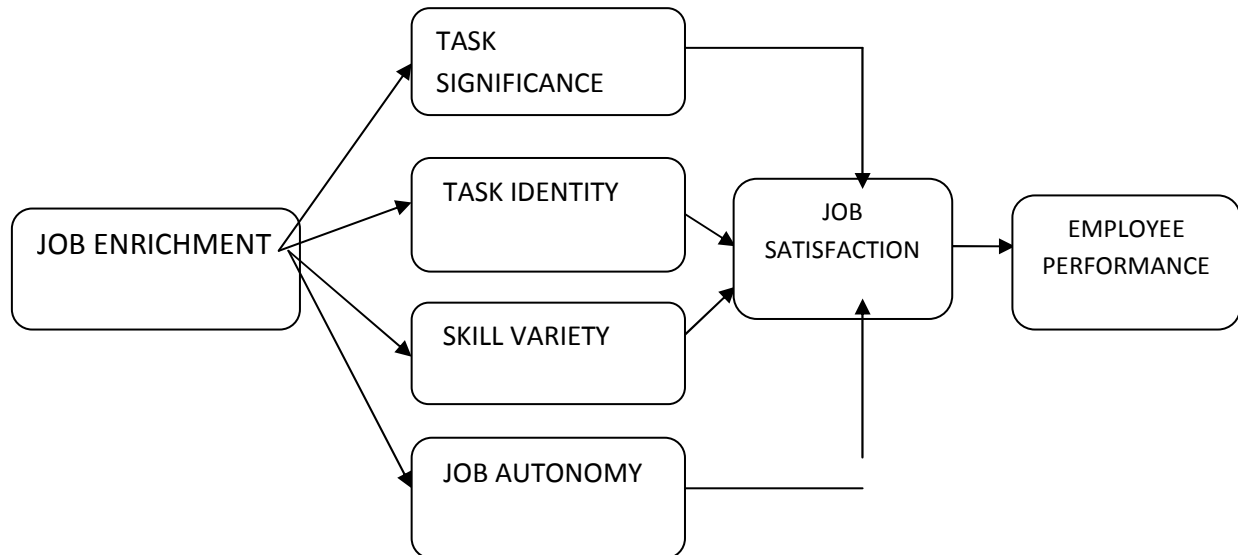 TASK
SIGNIFICANCE
TASK IDENTITY
JOB
SATISFACTION
EMPLOYEE
PERFORMANCE
JOB ENRICHMENT
SKILL VARIETY
JOB AUTONOMY